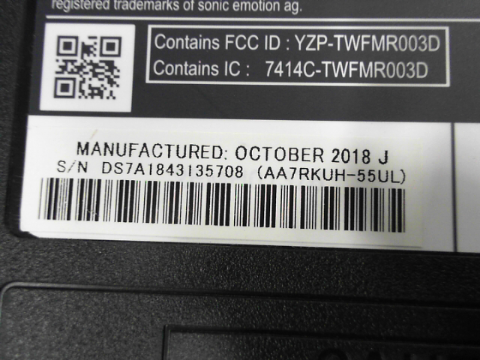 registered trademarks of sonic emotion ag.
Contains FCC ID : YZP-TWFMR003D
Contains IC : 7414C-TWFMR003D
MANUFACTURED: OCTOBER 2018 J
S/N DS7A1843135708 (AA7RKUH-55UL)